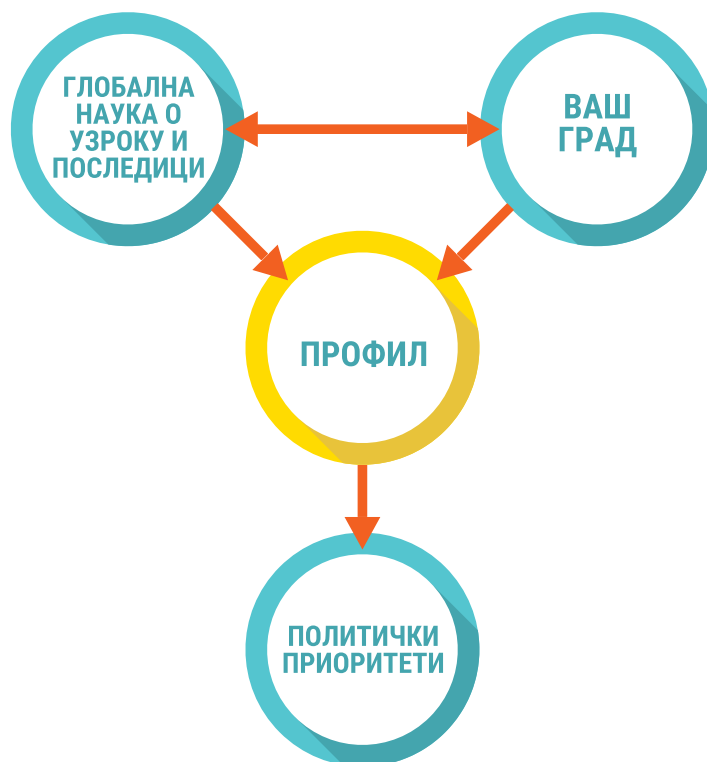 ГЛОБАЛНА
НАУКА О
УЗРОКУ И
ПОСЛЕДИЦИ
ВАШ
ГРАД
ПРОФИЛ
ПОЛИТИЧКИ
ПРИОРИТЕТИ